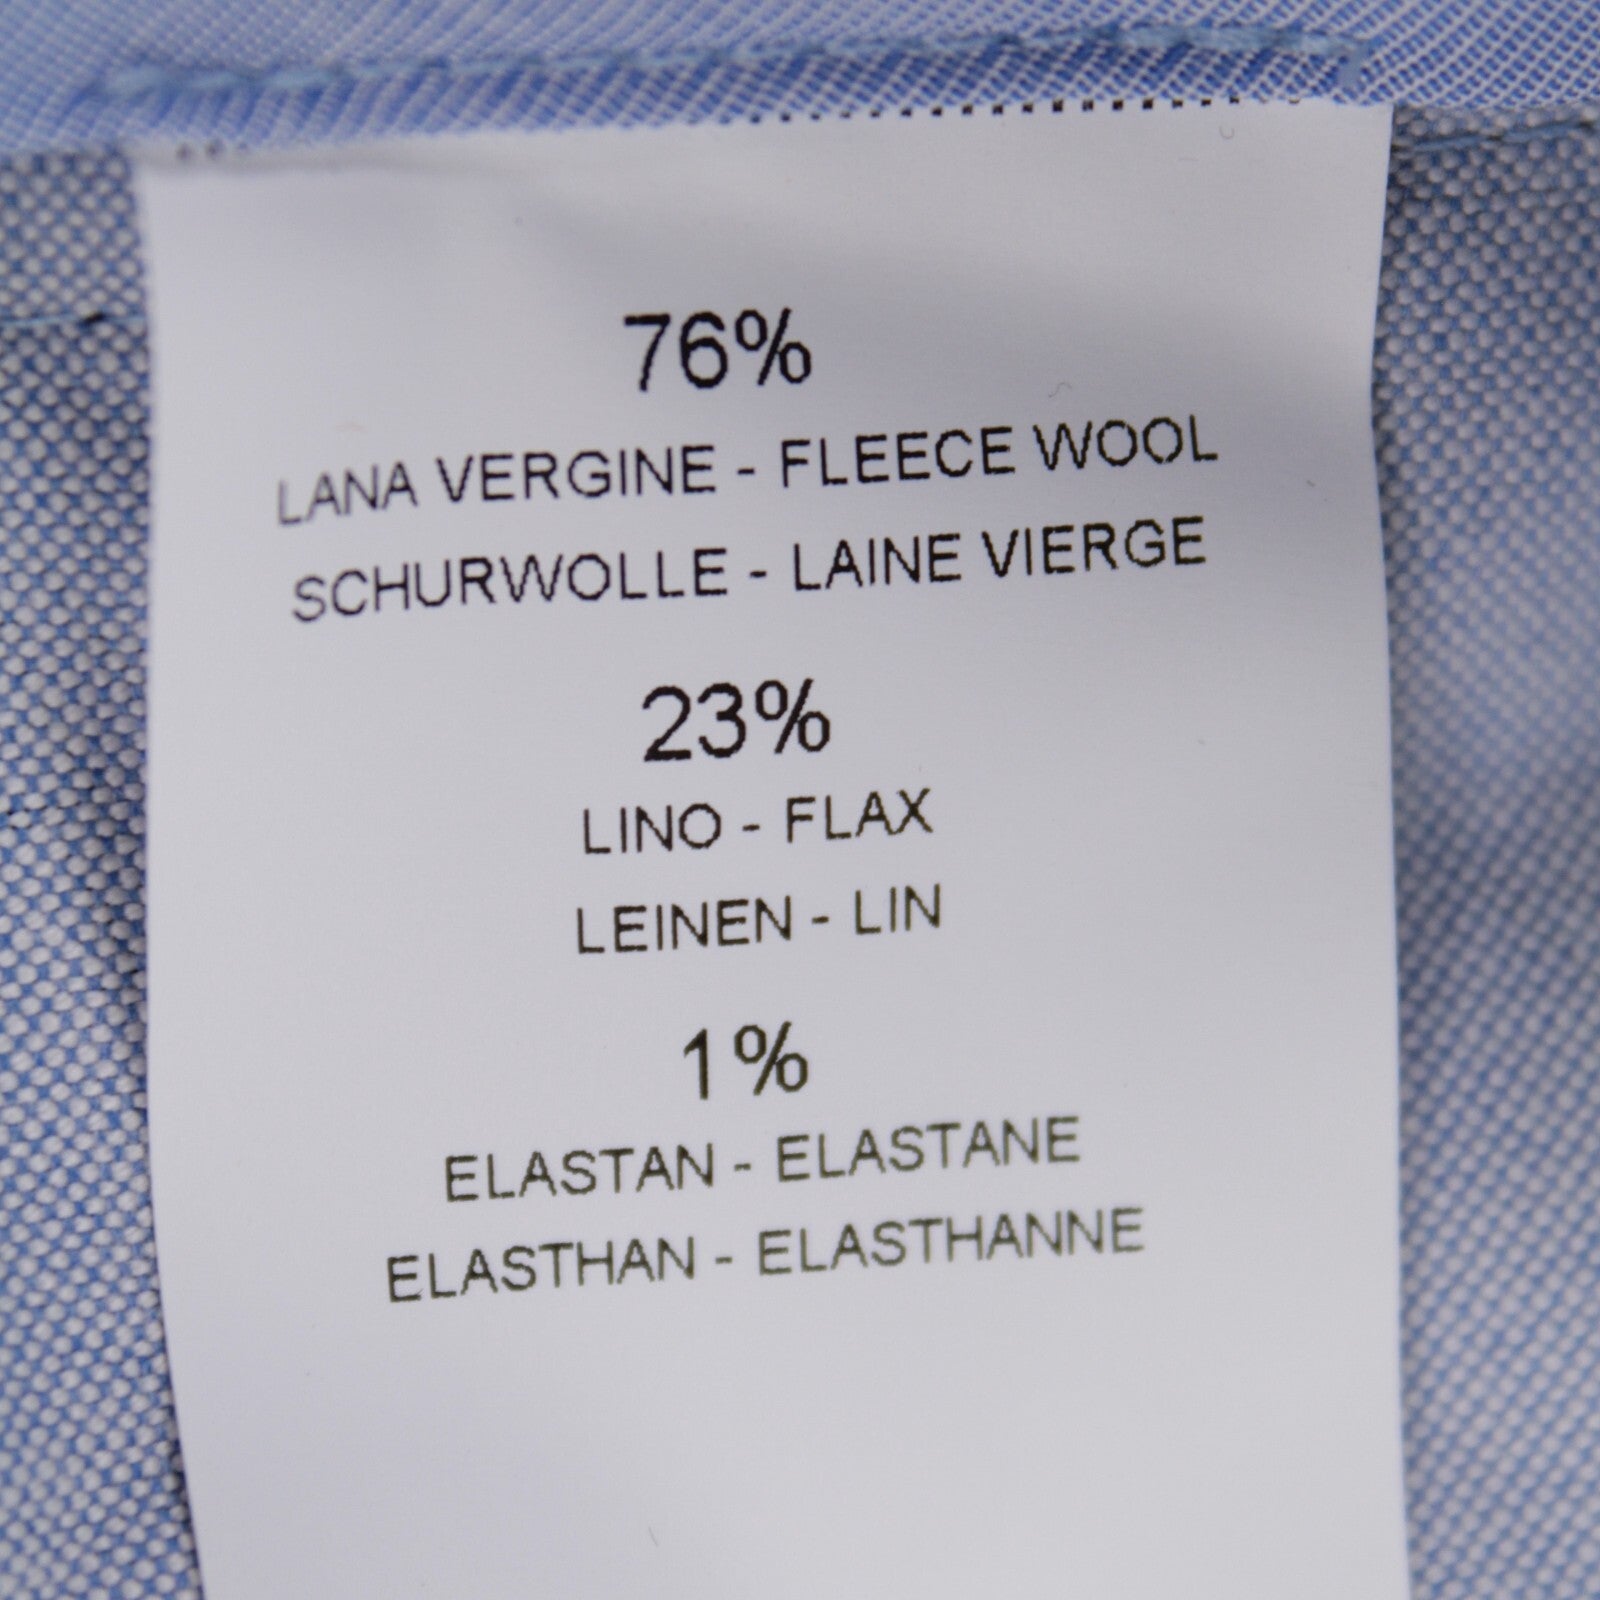 76%
LANA VERGINE - FLEECE WOOL
SCHURWOLLE - LAINE VIERGE
23%
LINO - FLAX
LEINEN - LIN
1%
ELASTAN - ELASTANE
ELASTHAN - ELASTHANNE